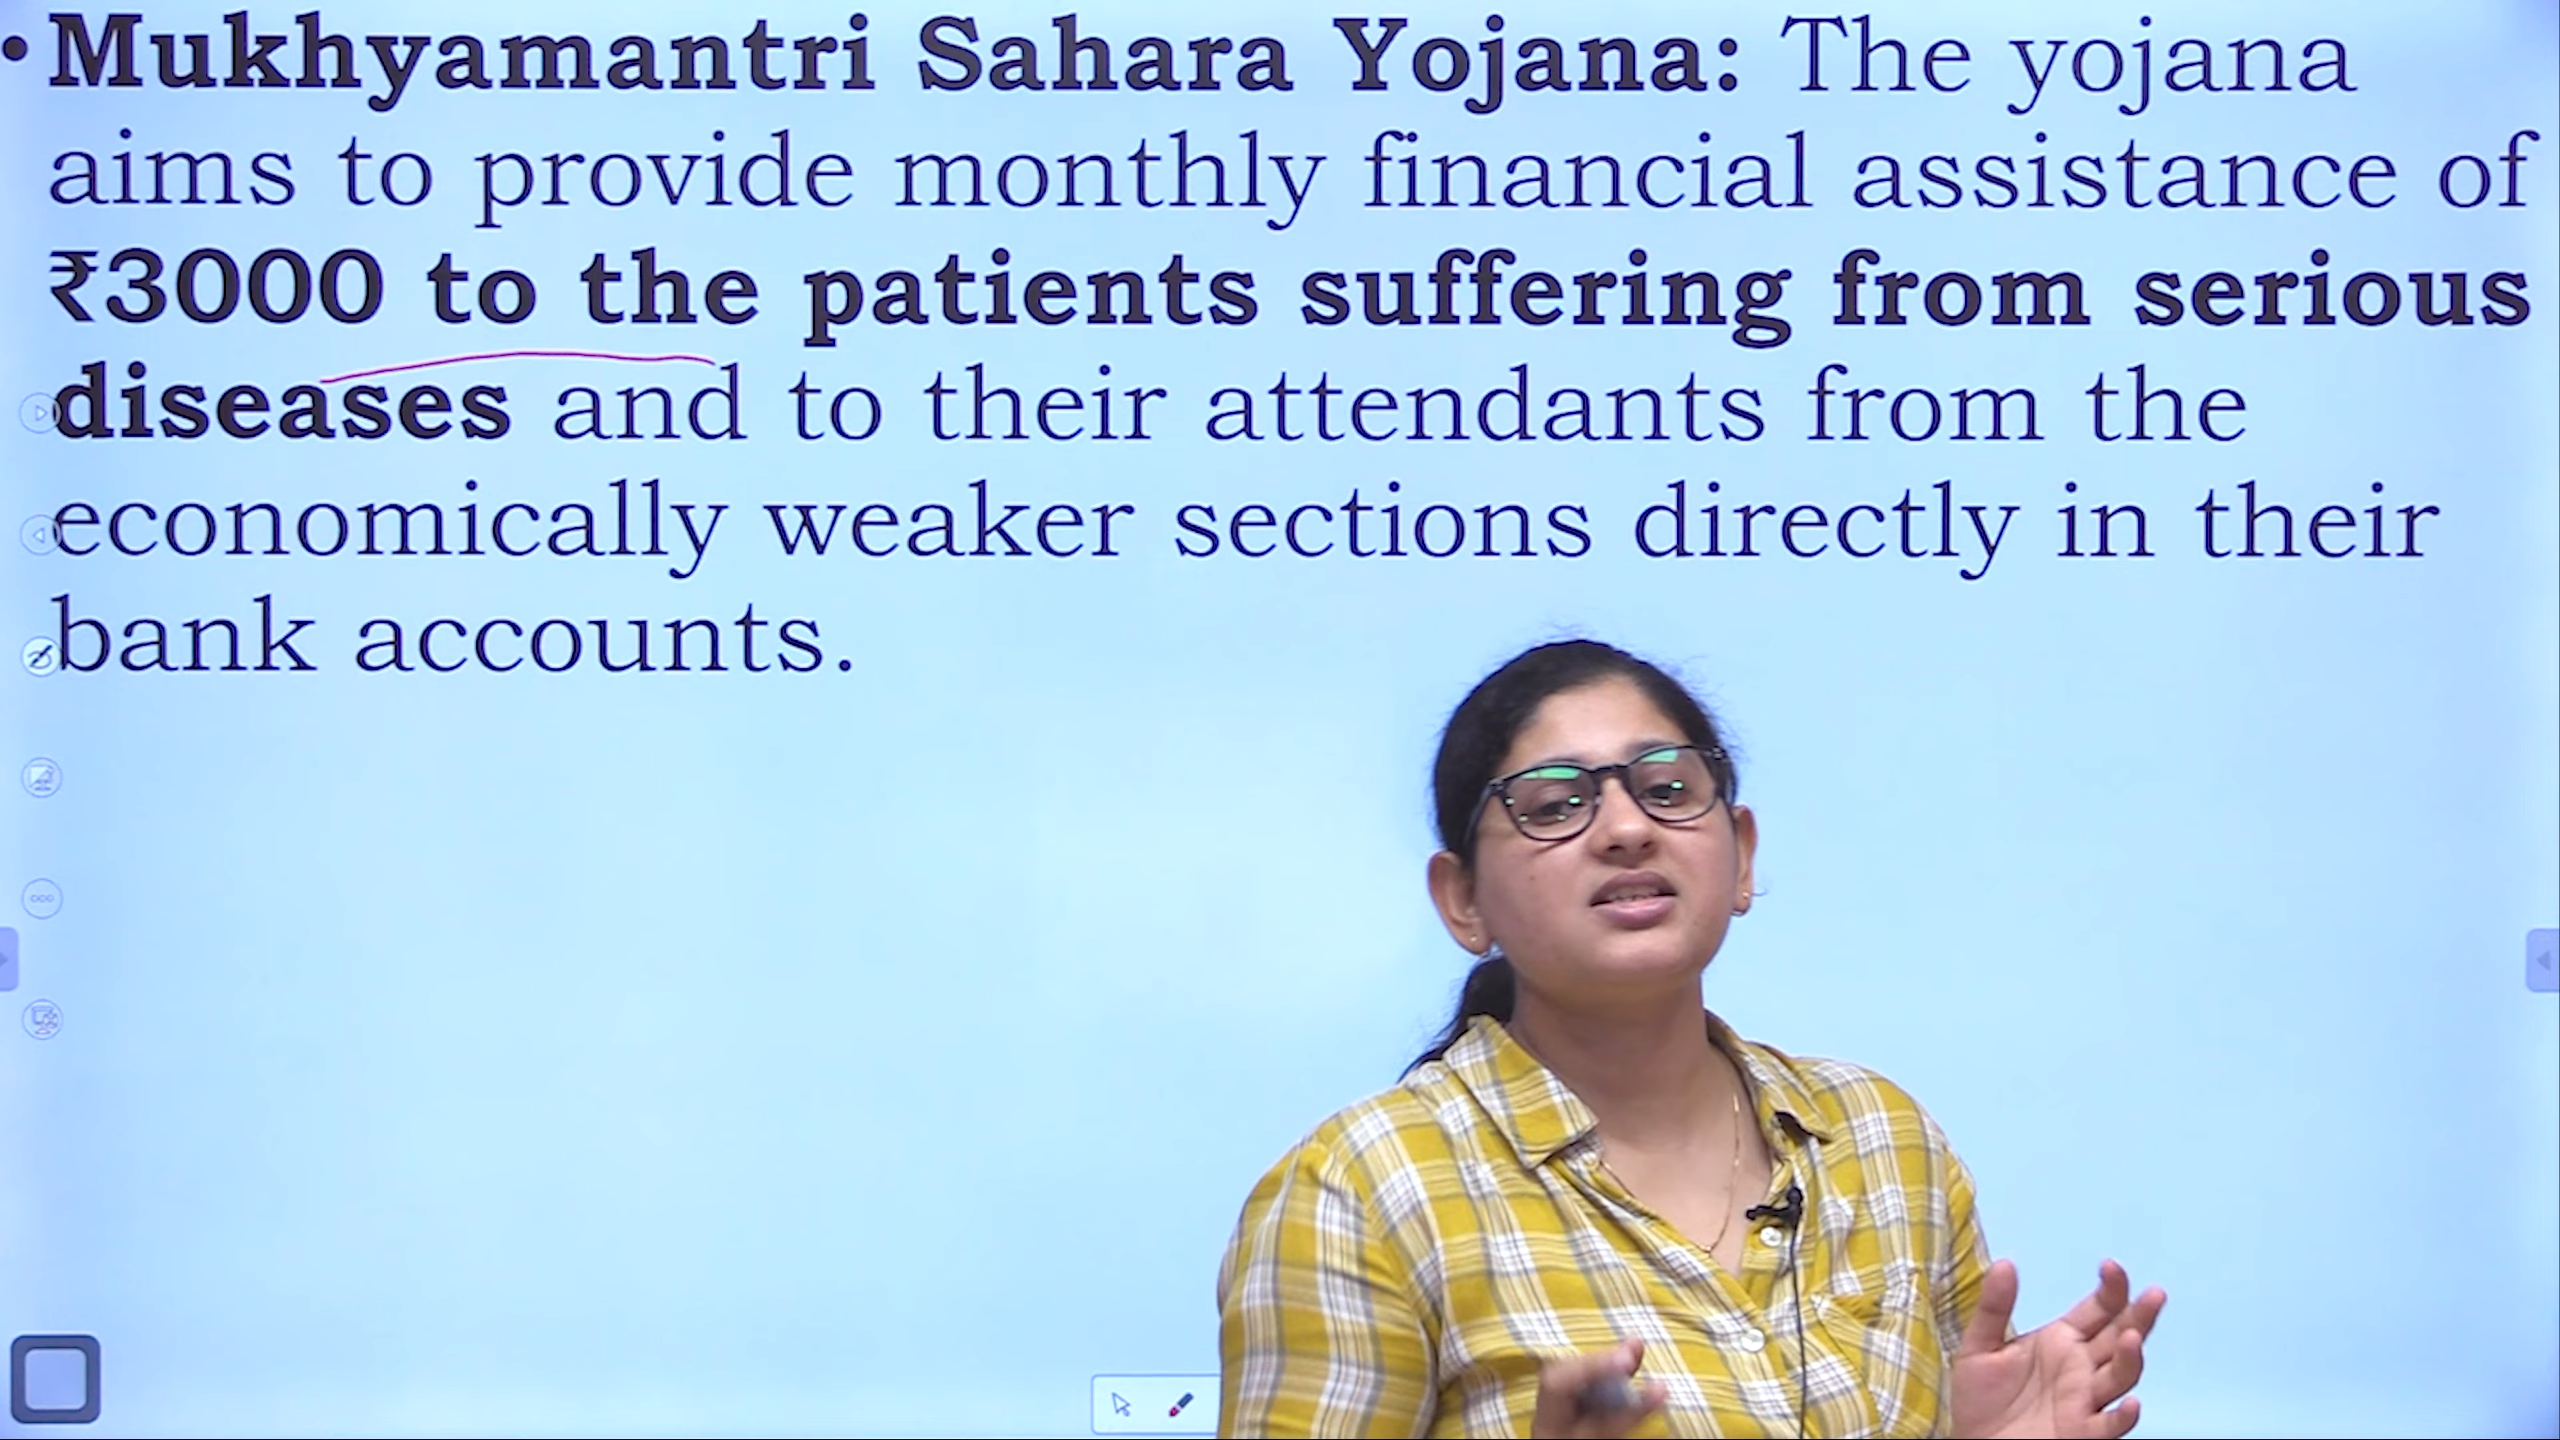 • Mukhyamantri Sahara Yojana: The yojana
aims to provide monthly financial assistance of
₹3000 to the patients suffering from serious
diseases and to their attendants from the
economically weaker sections directly in their
bank accounts.